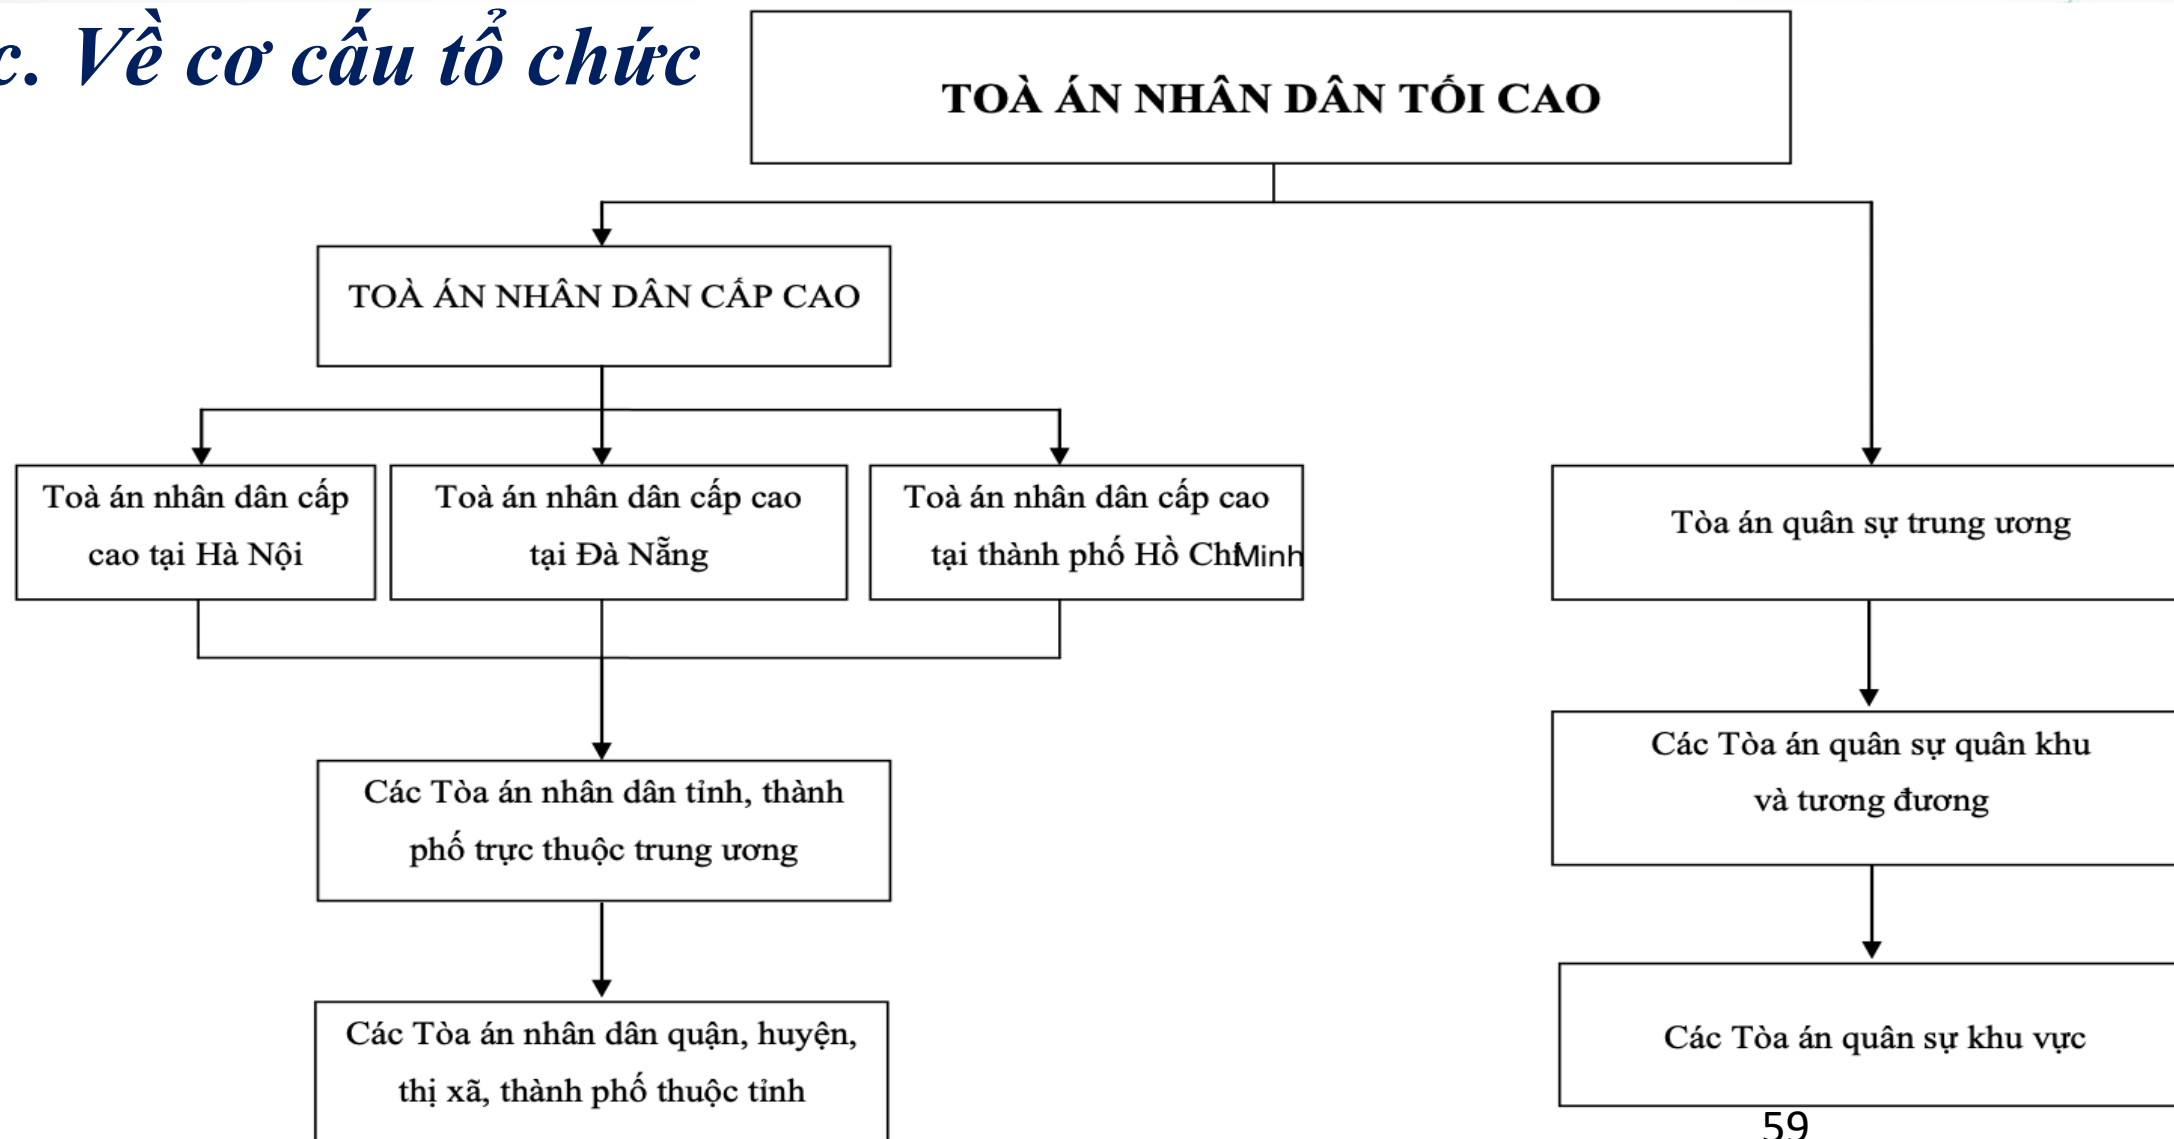 c. Về cơ cấu tổ chức
TOÀ ÁN NHÂN DÂN TỐI CAO
TOÀ ÁN NHÂN DÂN CẤP CAO
Toà án nhân dân cấp
cao tại Hà Nội
Toà án nhân dân cấp cao
tại Đà Nẵng
Toà án nhân dân cấp cao
tại thành phố Hồ Chí Minh
Tòa án quân sự trung ương
Các Tòa án nhân dân tỉnh, thành
phố trực thuộc trung ương
Các Tòa án quân sự quân khu
và tương đương
Các Tòa án nhân dân quận, huyện,
thị xã, thành phố thuộc tỉnh
Các Tòa án quân sự khu vực
59